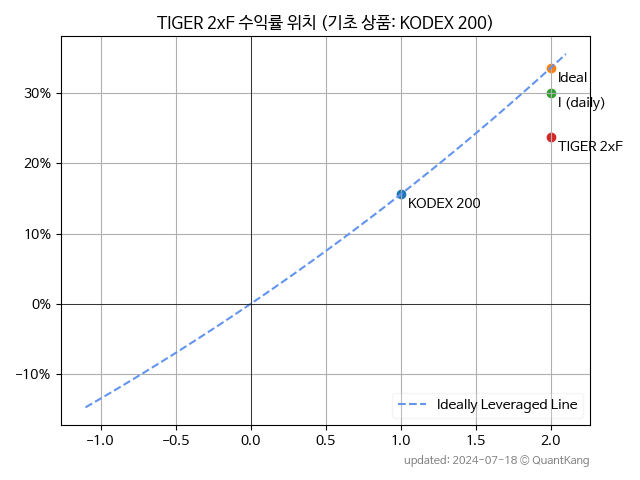 TIGER 2xF 수익률 위치 (기초 상품: KODEX 200)
Ideal
30%
I (daily)
TIGER 2xF
20%
KODEX 200
10%
0%
−10%
Ideally Leveraged Line
−1.0 −0.5 0.0 0.5 1.0 1.5 2.0
updated: 2024-07-18 © QuantKang